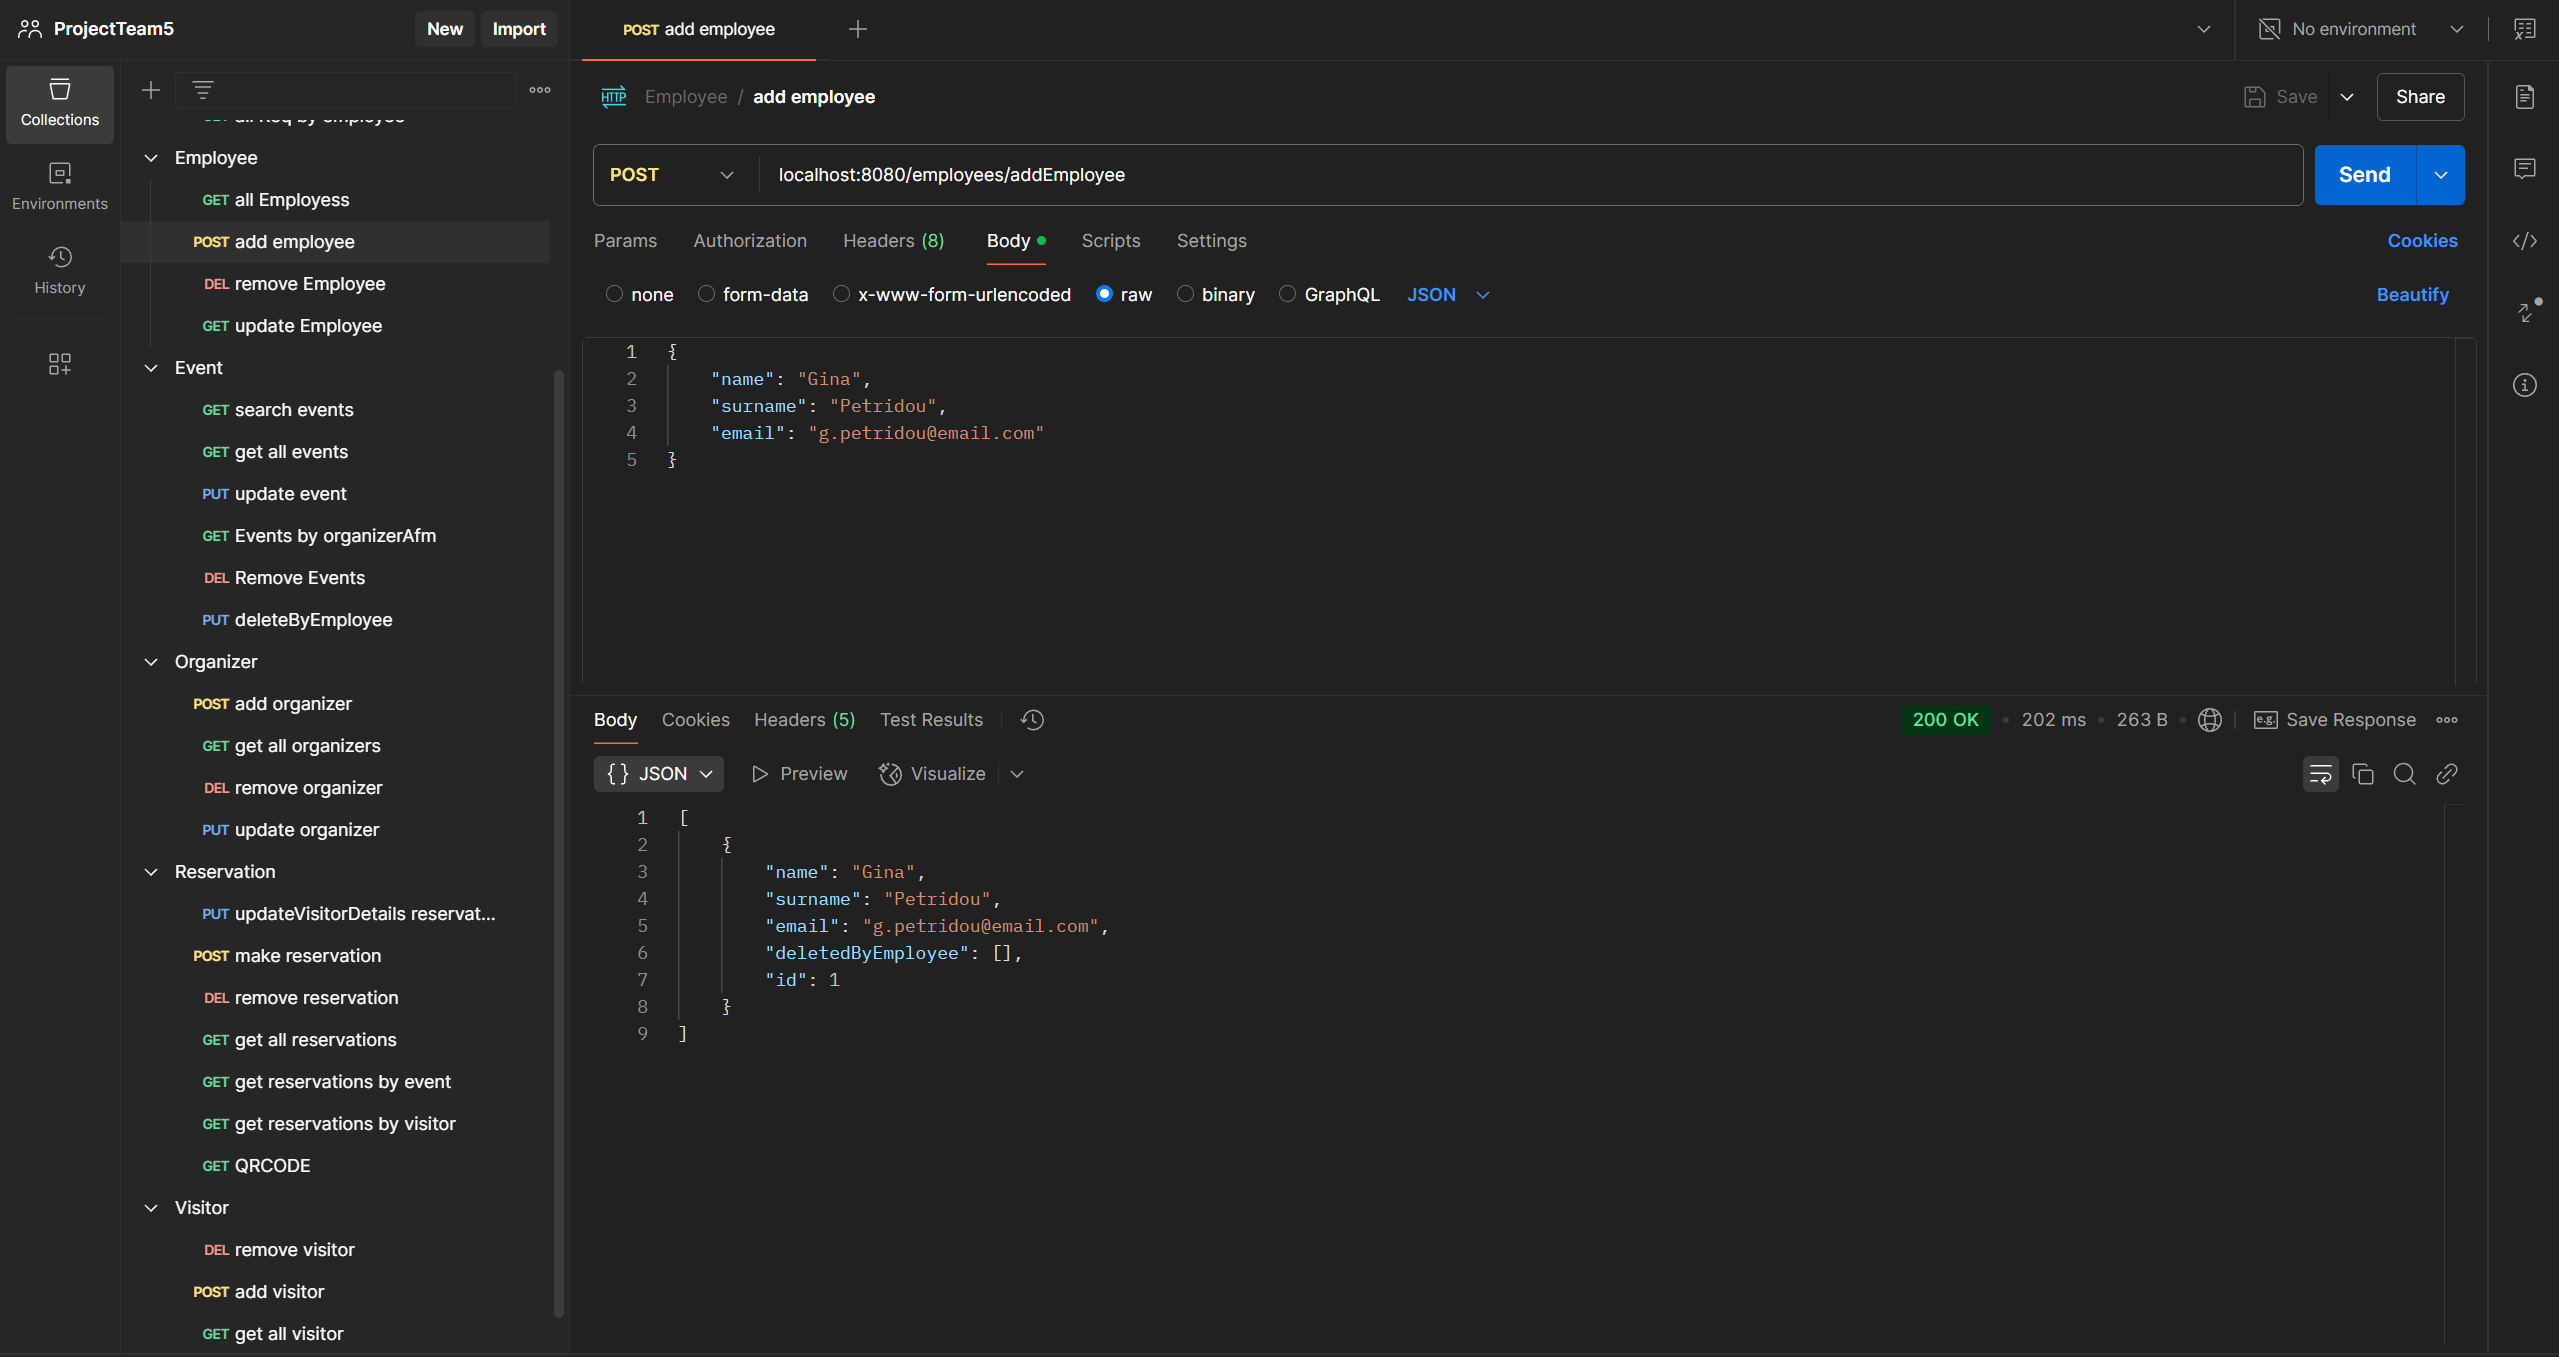 ProjectTeam5
New
Import
POST add employee
No environment
Collections
Environments
History
all Req by employee
Employee
GET all Employess
POST add employee
DEL remove Employee
GET update Employee
Event
GET search events
GET get all events
PUT update event
GET Events by organizerAfm
DEL Remove Events
PUT deleteByEmployee
Organizer
POST add organizer
GET get all organizers
DEL remove organizer
PUT update organizer
Reservation
PUT updateVisitorDetails reservat...
POST make reservation
DEL remove reservation
GET get all reservations
GET get reservations by event
GET get reservations by visitor
GET QRCODE
Visitor
DEL remove visitor
POST add visitor
GET get all visitor
HTTP Employee / add employee
Save
Share
POST localhost:8080/employees/addEmployee
Send
Params Authorization Headers (8) Body Scripts Settings
Cookies
none form-data x-www-form-urlencoded raw binary GraphQL JSON
Beautify
1 {
2 "name": "Gina",
3 "surname": "Petridou",
4 "email": "g.petridou@email.com"
5 }
Body Cookies Headers (5) Test Results
200 OK • 202 ms • 263 B
e.g. Save Response
{} JSON Preview Visualize
1 [
2 {
3 "name": "Gina",
4 "surname": "Petridou",
5 "email": "g.petridou@email.com",
6 "deletedByEmployee": [],
7 "id": 1
8 }
9 ]